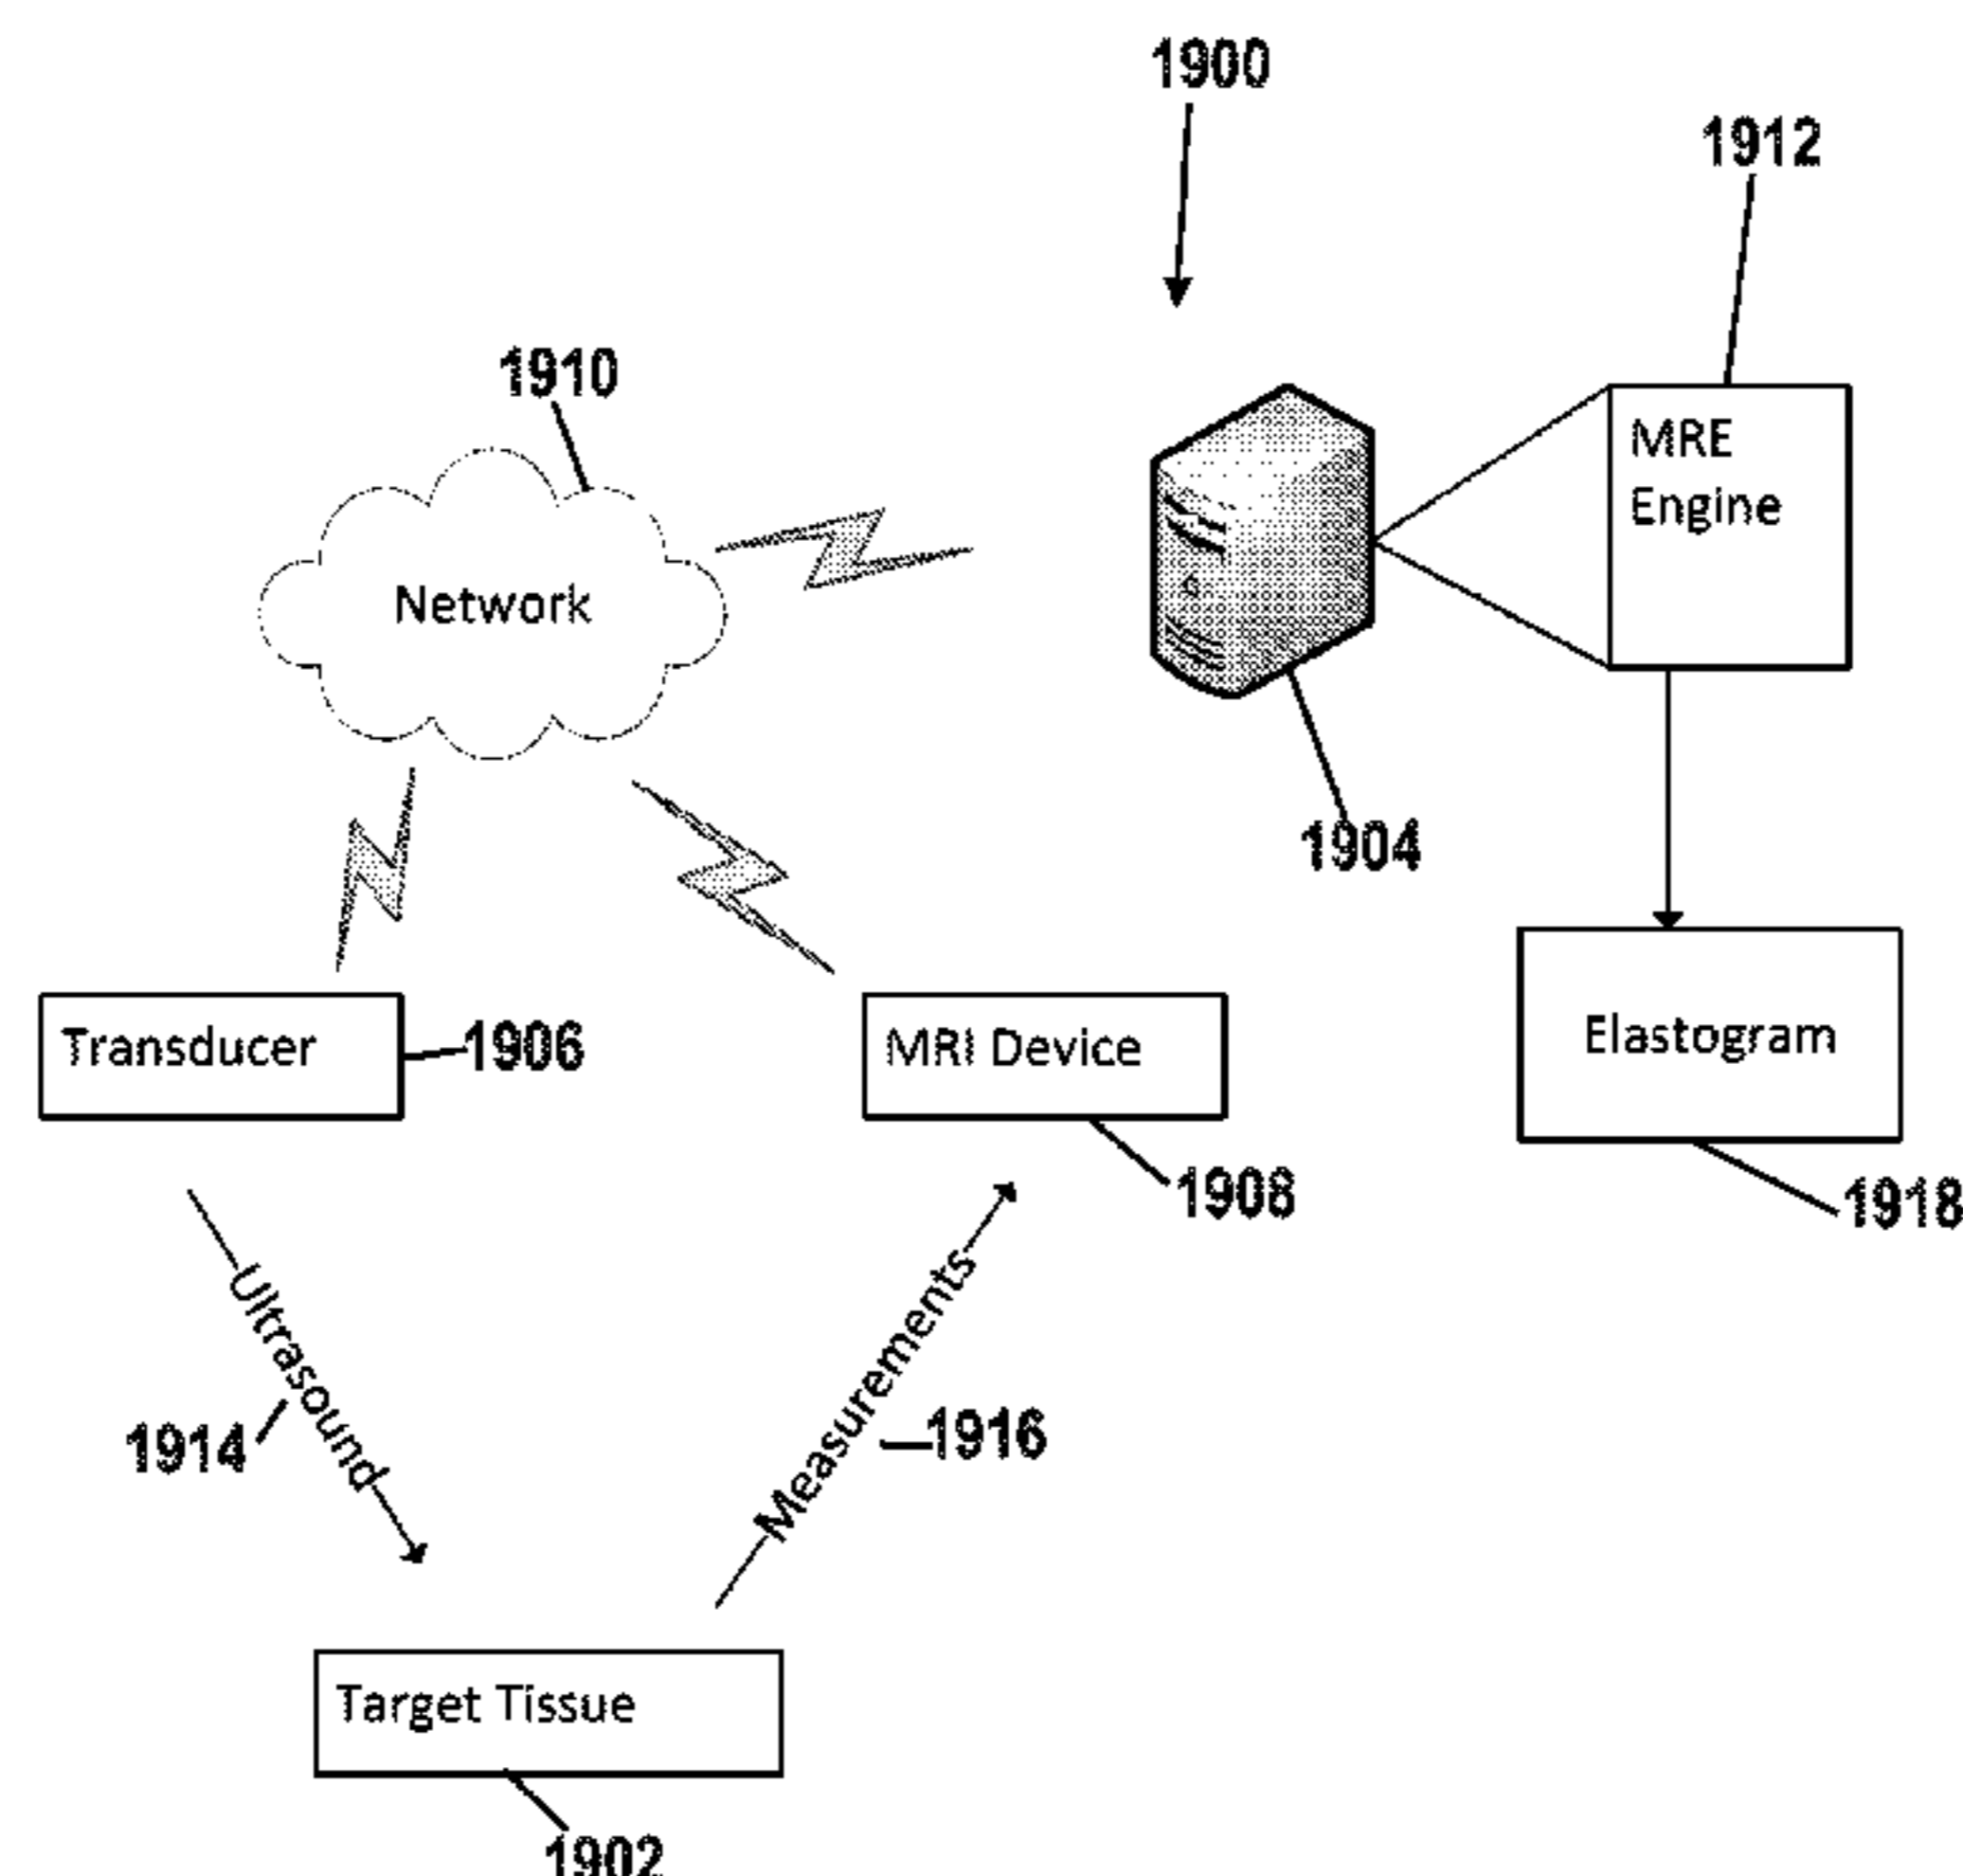 1900
1912
1910
MRE
Engine
Network
1904
Transducer
1906
MRI Device
Elastogram
1908
1918
Ultrasound
1914
Measurements
1916
Target Tissue
1902